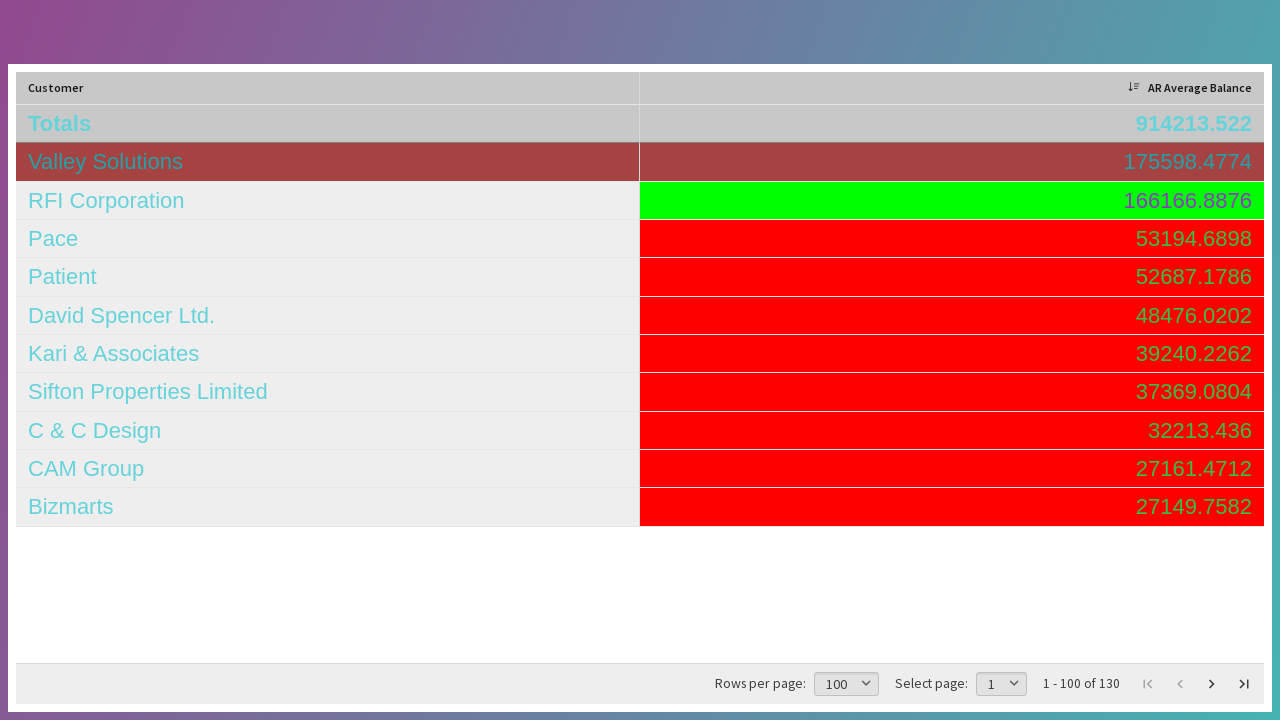 Customer AR Average Balance
Totals 914213.522
Valley Solutions 175598.4774
RFI Corporation 166166.8876
Pace 53194.6898
Patient 52687.1786
David Spencer Ltd. 48476.0202
Kari & Associates 39240.2262
Sifton Properties Limited 37369.0804
C & C Design 32213.436
CAM Group 27161.4712
Bizmarts 27149.7582
Rows per page: 100 Select page: 1 1 - 100 of 130